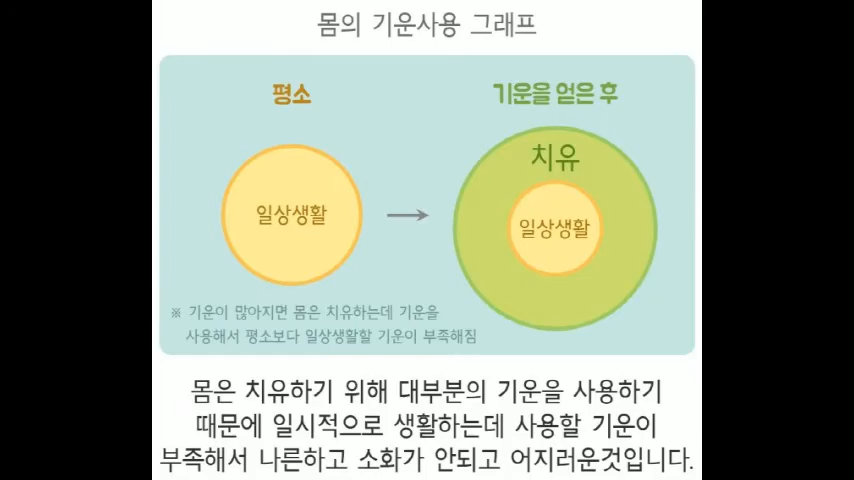 몸의 기운사용 그래프
평소
기운을 얻은 후
일상생활
치유
일상생활
※ 기운이 많아지면 몸은 치유하는데 기운을
사용해서 평소보다 일상생활할 기운이 부족해짐
몸은 치유하기 위해 대부분의 기운을 사용하기
때문에 일시적으로 생활하는데 사용할 기운이
부족해서 나른하고 소화가 안되고 어지러운것입니다.